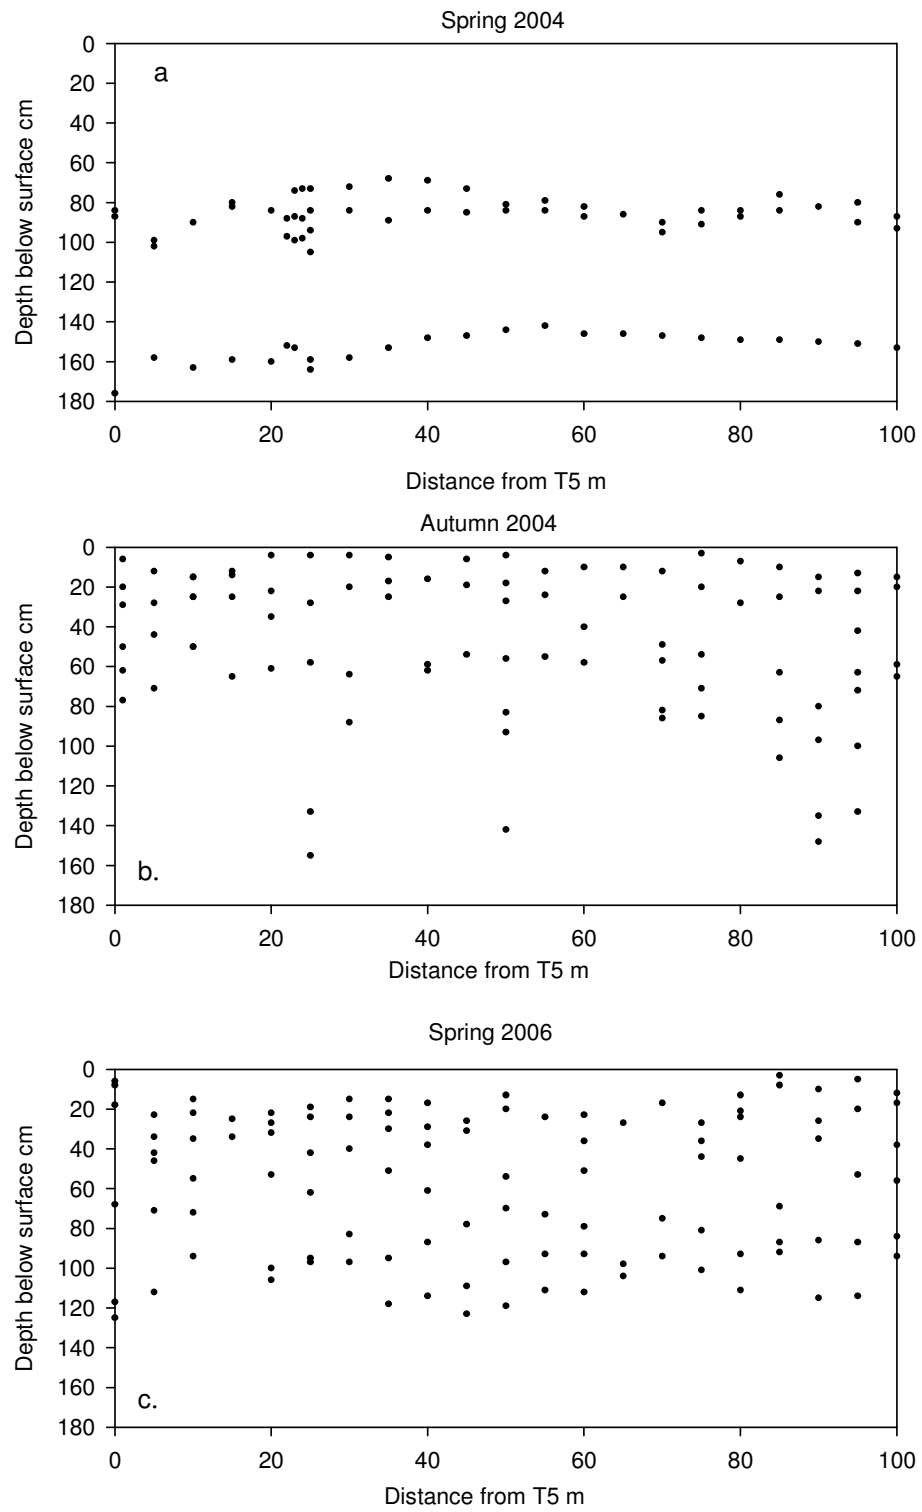 Spring 2004
0
20
40
60
80
100
120
140
160
180
Depth below surface cm
a
0 20 40 60 80 100
Distance from T5 m
Autumn 2004
0
20
40
60
80
100
120
140
160
180
Depth below surface cm
b.
0 20 40 60 80 100
Distance from T5 m
Spring 2006
0
20
40
60
80
100
120
140
160
180
Depth below surface cm
c.
0 20 40 60 80 100
Distance from T5 m